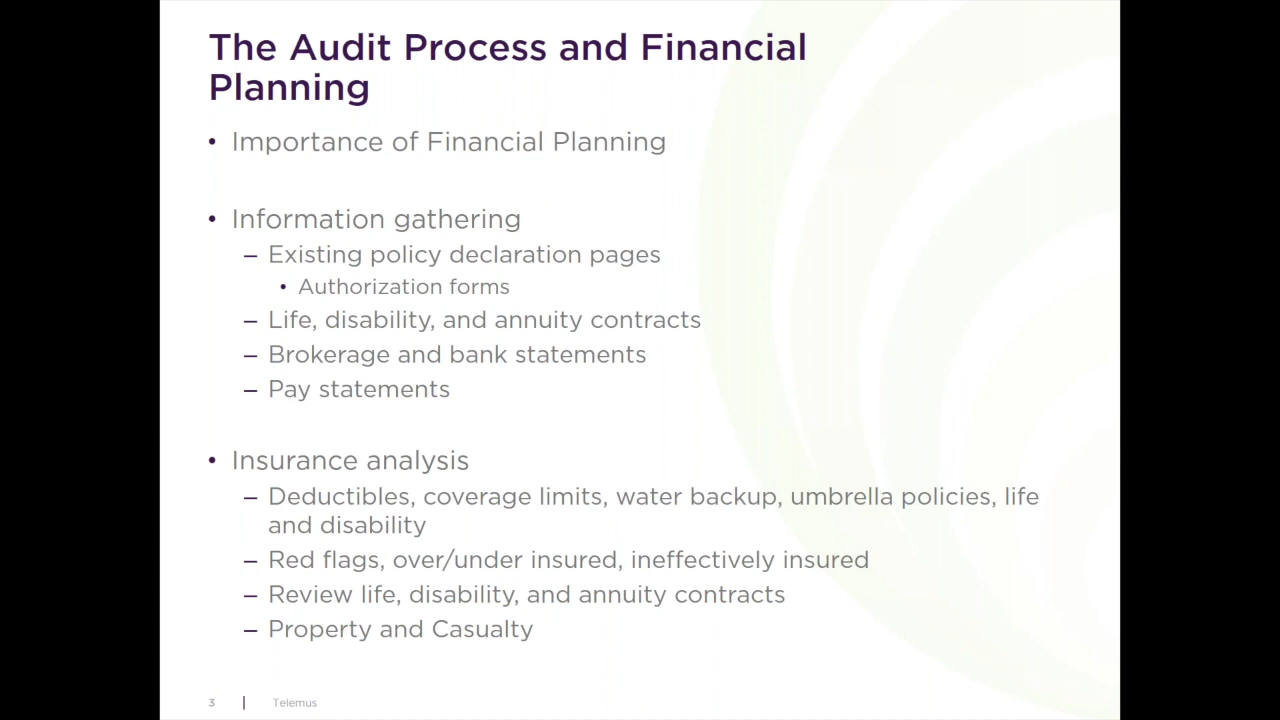 The Audit Process and Financial
Planning
• Importance of Financial Planning
• Information gathering
– Existing policy declaration pages
• Authorization forms
– Life, disability, and annuity contracts
– Brokerage and bank statements
– Pay statements
• Insurance analysis
– Deductibles, coverage limits, water backup, umbrella policies, life
and disability
– Red flags, over/under insured, ineffectively insured
– Review life, disability, and annuity contracts
– Property and Casualty
3 | Telemus